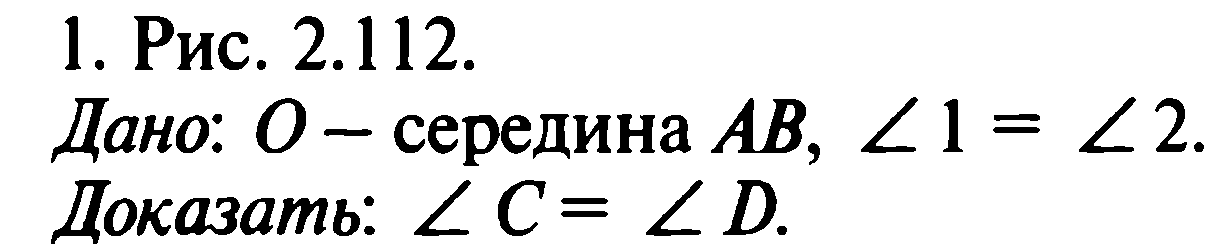 1. Рис. 2.112.
Дано: O – середина AB, ∠ 1 = ∠ 2.
Доказать: ∠ C = ∠ D.